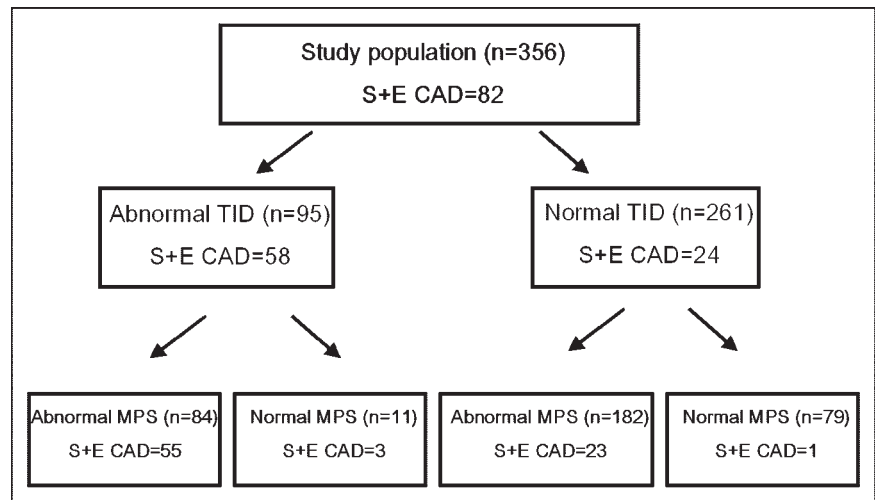 Study population (n=356)
S+E CAD=82
Abnormal TID (n=95)
S+E CAD=58
Normal TID (n=261)
S+E CAD=24
Abnormal MPS (n=84)
S+E CAD=55
Normal MPS (n=11)
S+E CAD=3
Abnormal MPS (n=182)
S+E CAD=23
Normal MPS (n=79)
S+E CAD=1